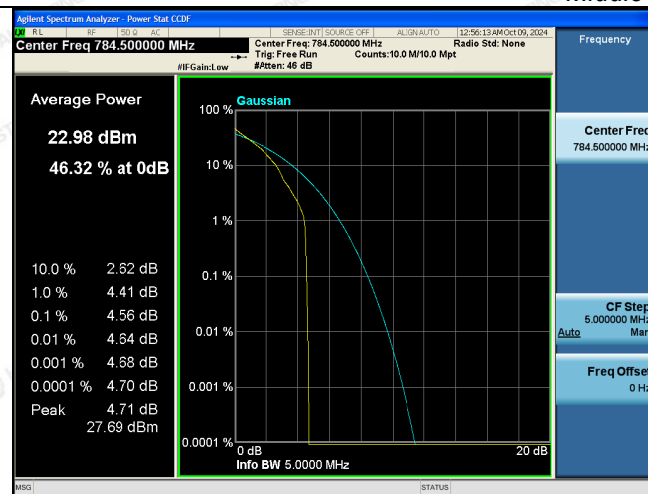 Agilent Spectrum Analyzer - Power Stat CCDF
RL RF 50 Ω AC SENSE:INT SOURCE OFF ALIGN AUTO 12:56:13 AM Oct 09, 2024
Center Freq 784.500000 MHz
Center Freq: 784.500000 MHz Radio Std: None
Trig: Free Run Counts:10.0 M/10.0 Mpt
#IFGain:Low #Atten: 46 dB
Frequency
Average Power
22.98 dBm
46.32 % at 0dB
10.0 % 2.62 dB
1.0 % 4.41 dB
0.1 % 4.56 dB
0.01 % 4.64 dB
0.001 % 4.68 dB
0.0001 % 4.70 dB
Peak 4.71 dB
27.69 dBm
Gaussian
100 %
10 %
1 %
0.1 %
0.01 %
0.001 %
0.0001 %
0 dB 20 dB
Info BW 5.0000 MHz
Center Freq
784.500000 MHz
CF Step
5.000000 MHz
Auto Man
Freq Offset
0 Hz
MSG STATUS